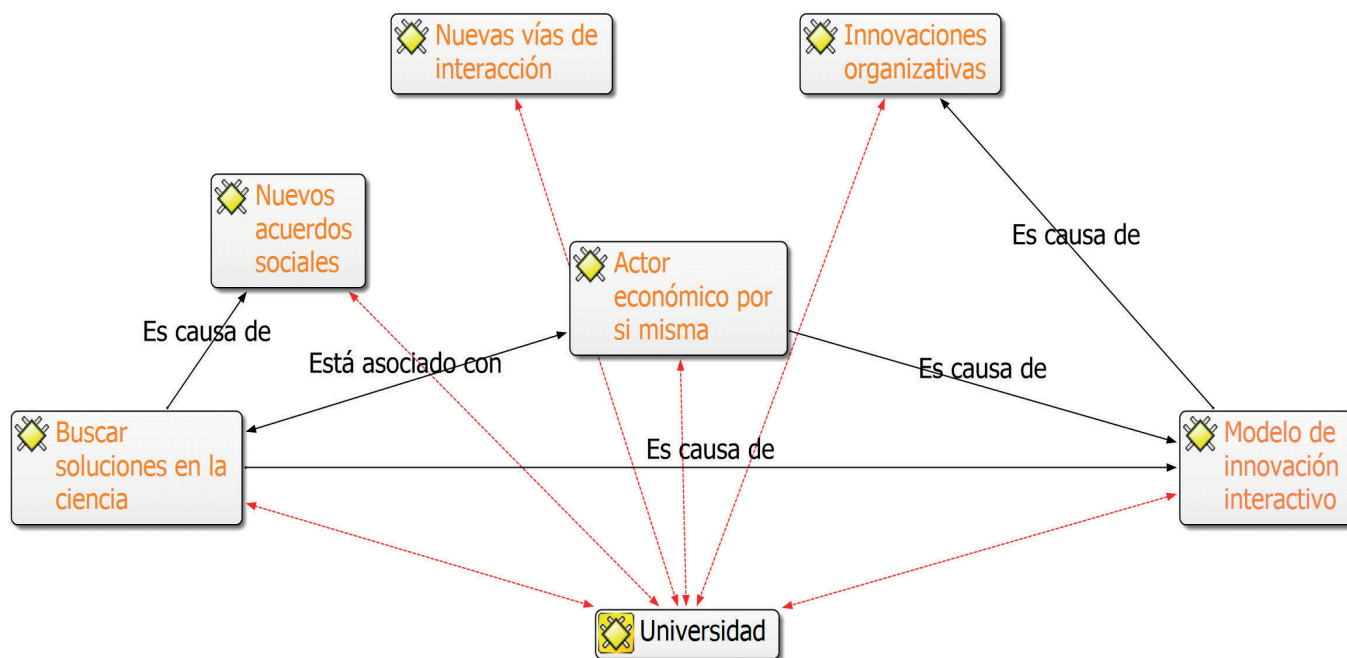 Nuevas vías de
interacción
Innovaciones
organizativas
Nuevos
acuerdos
sociales
Es causa de
Actor
económico por
si misma
Es causa de
Está asociado con
Es causa de
Buscar
soluciones en la
ciencia
Es causa de
Modelo de
innovación
interactivo
Universidad